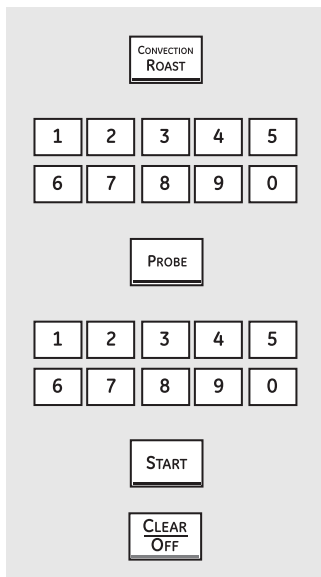 Convection
Roast
1 2 3 4 5
6 7 8 9 0
Probe
1 2 3 4 5
6 7 8 9 0
Start
Clear
Off